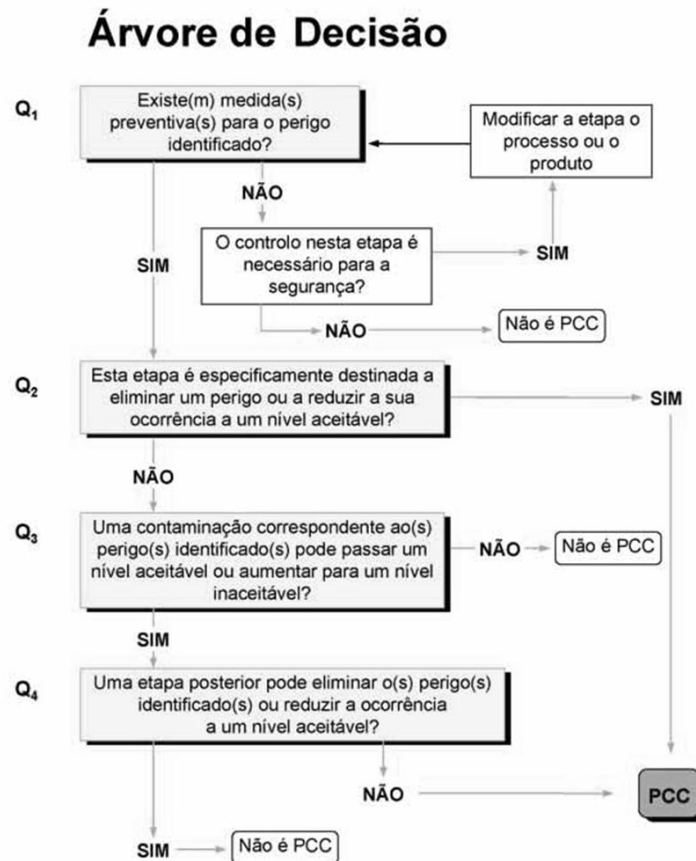 Árvore de Decisão
Q1
Existe(m) medida(s)
preventiva(s) para o perigo
identificado?
Modificar a etapa o
processo ou o
produto
NÃO
SIM
O controlo nesta etapa é
necessário para a
segurança?
SIM
NÃO
Não é PCC
Q2
Esta etapa é especificamente destinada a
eliminar um perigo ou a reduzir a sua
ocorrência a um nível aceitável?
SIM
NÃO
Q3
Uma contaminação correspondente ao(s)
perigo(s) identificado(s) pode passar um
nível aceitável ou aumentar para um nível
inaceitável?
NÃO
Não é PCC
SIM
Q4
Uma etapa posterior pode eliminar o(s) perigo(s)
identificado(s) ou reduzir a ocorrência
a um nível aceitável?
NÃO
PCC
SIM
Não é PCC